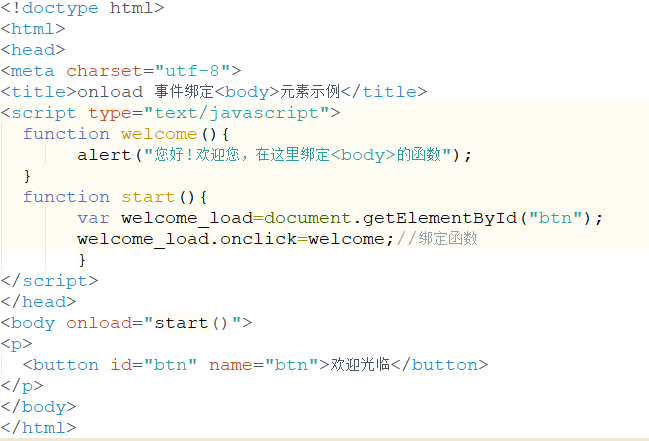 <!doctype html>
<html>
<head>
<meta charset="utf-8">
<title>onload 事件绑定<body>元素示例</title>
<script type="text/javascript">
function welcome(){
alert("您好!欢迎您，在这里绑定<body>的函数");
}
function start(){
var welcome_load=document.getElementById("btn");
welcome_load.onclick=welcome;//绑定函数
}
</script>
</head>
<body onload="start()">
<p>
<button id="btn" name="btn">欢迎光临</button>
</p>
</body>
</html>